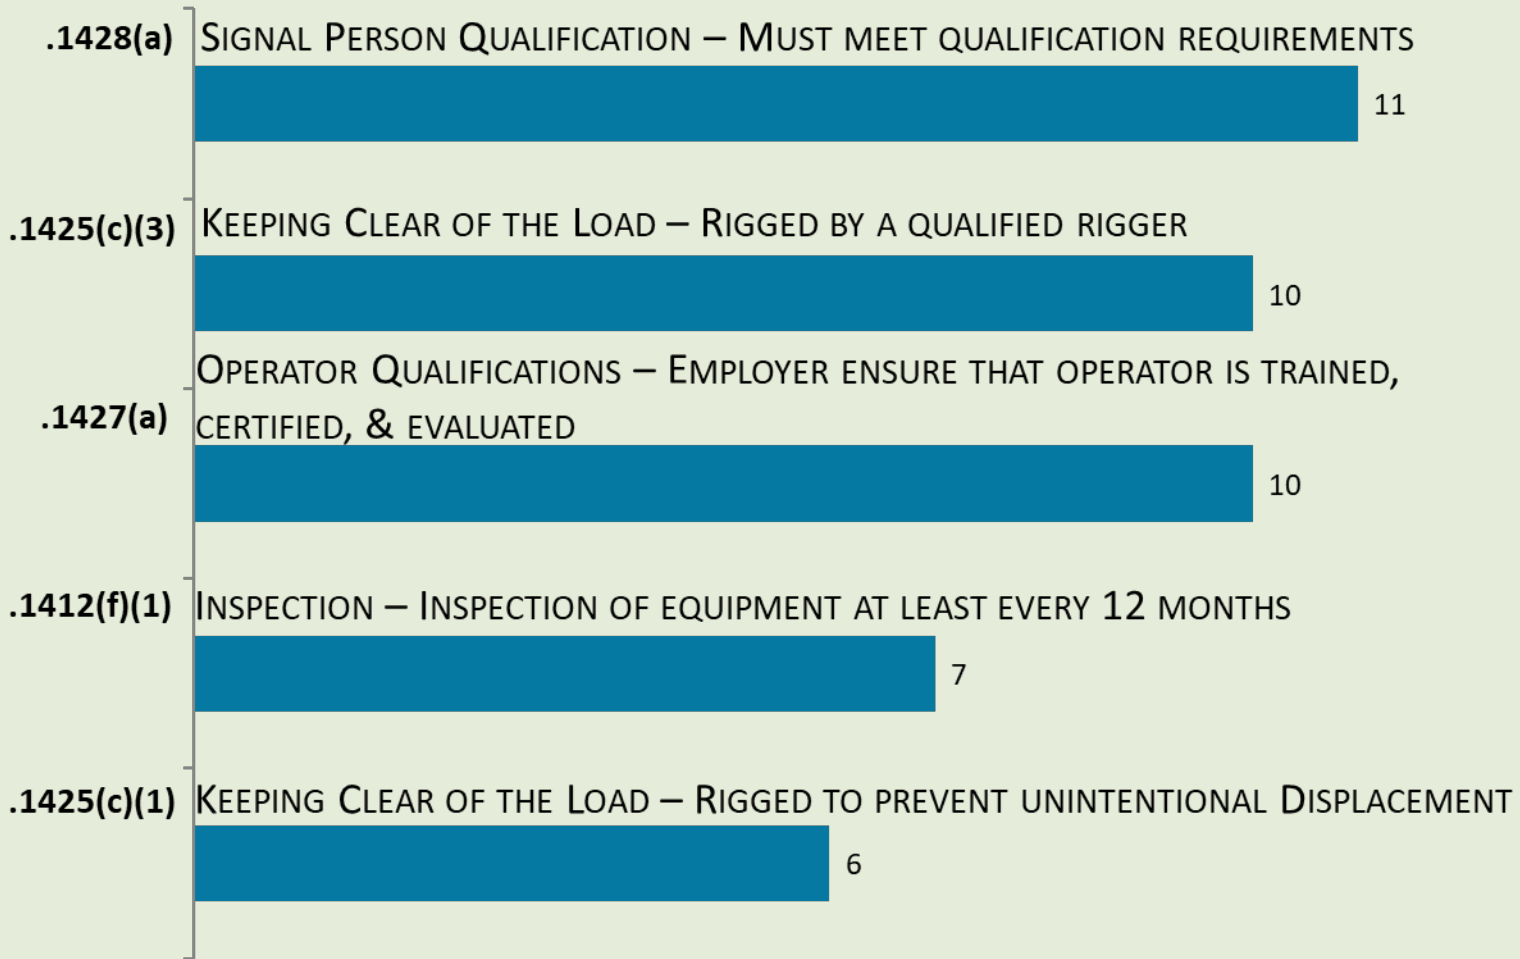 .1428(a) Signal Person Qualification – Must meet qualification requirements
11
.1425(c)(3) Keeping Clear of the Load – Rigged by a qualified rigger
10
Operator Qualifications – Employer ensure that operator is trained,
.1427(a) certified, & evaluated
10
.1412(f)(1) Inspection – Inspection of equipment at least every 12 months
7
.1425(c)(1) Keeping Clear of the Load – Rigged to prevent unintentional Displacement
6